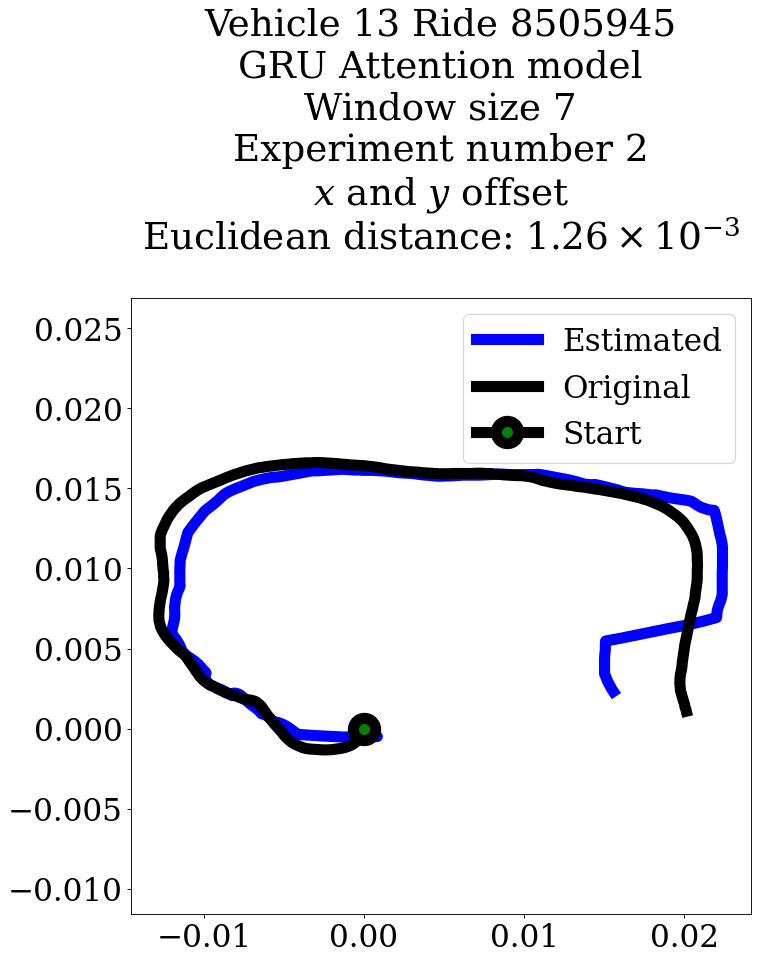 Vehicle 13 Ride 8505945
GRU Attention model
Window size 7
Experiment number 2
x and y offset
Euclidean distance: 1.26 × 10⁻³
Estimated
Original
Start
0.025
0.020
0.015
0.010
0.005
0.000
−0.005
−0.010
−0.01 0.00 0.01 0.02